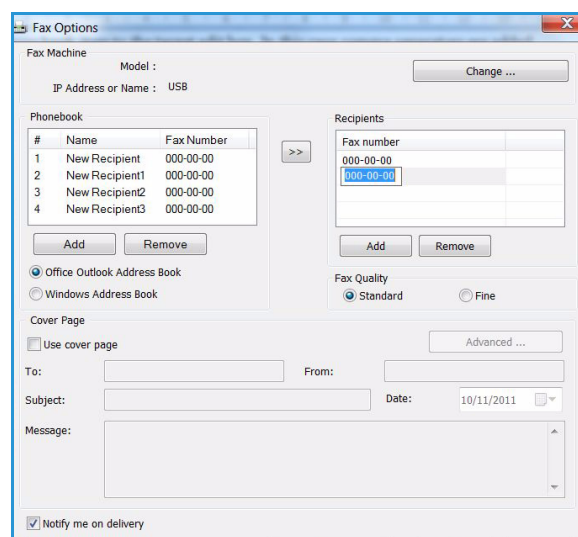 Fax Options
X
Fax Machine
Model :
Change ...
IP Address or Name : USB
Phonebook
# Name Fax Number
1 New Recipient 000-00-00
2 New Recipient1 000-00-00
3 New Recipient2 000-00-00
4 New Recipient3 000-00-00
Add Remove
Office Outlook Address Book
Windows Address Book
>>
Recipients
Fax number
000-00-00
000-00-00
Add Remove
Fax Quality
Standard Fine
Cover Page
Use cover page Advanced ...
To: From:
Subject: Date: 10/11/2011
Message:
Notify me on delivery